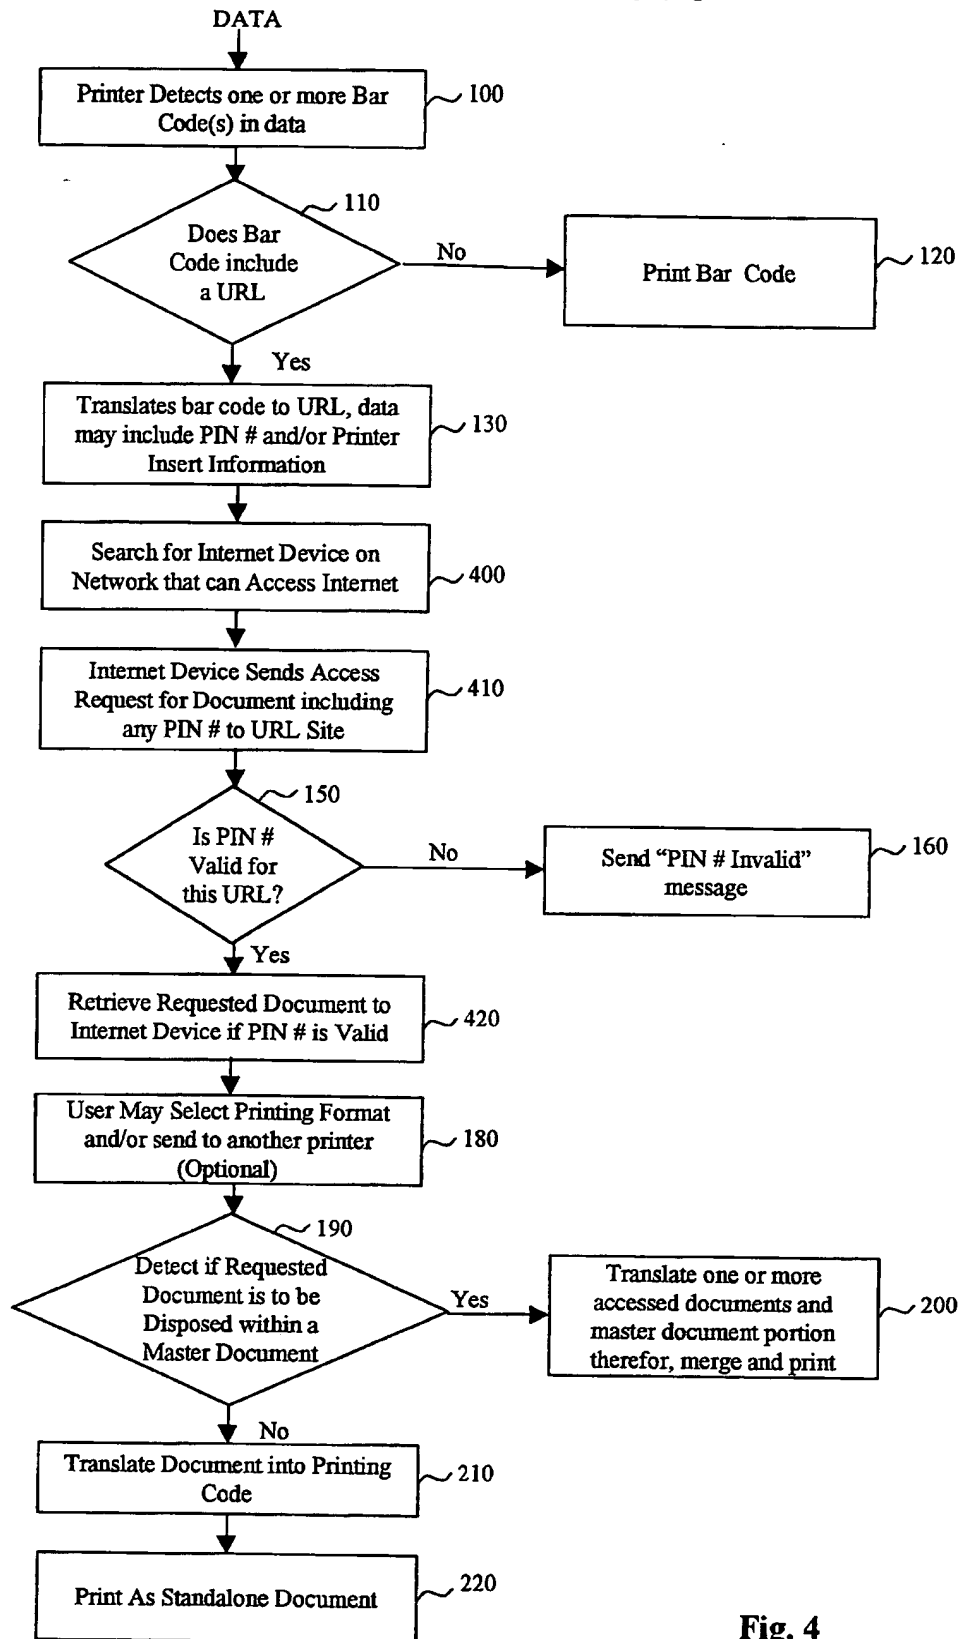 DATA
Printer Detects one or more Bar
Code(s) in data
100
110
Does Bar
Code include
a URL
No
Print Bar Code
120
Yes
Translates bar code to URL, data
may include PIN # and/or Printer
Insert Information
130
Search for Internet Device on
Network that can Access Internet
400
Internet Device Sends Access
Request for Document including
any PIN # to URL Site
410
150
Is PIN #
Valid for
this URL?
No
Send “PIN # Invalid”
message
160
Yes
Retrieve Requested Document to
Internet Device if PIN # is Valid
420
User May Select Printing Format
and/or send to another printer
(Optional)
180
190
Detect if Requested
Document is to be
Disposed within a
Master Document
Yes
Translate one or more
accessed documents and
master document portion
therefor, merge and print
200
No
Translate Document into Printing
Code
210
Print As Standalone Document
220
Fig. 4